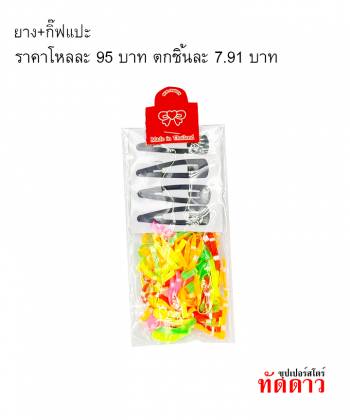 ยาง+กิ๊ฟแปะ
ราคาโหลละ 95 บาท ตกชิ้นละ 7.91 บาท
Made in Thailand
ซุปเปอร์สโตร์
ทัดดาว